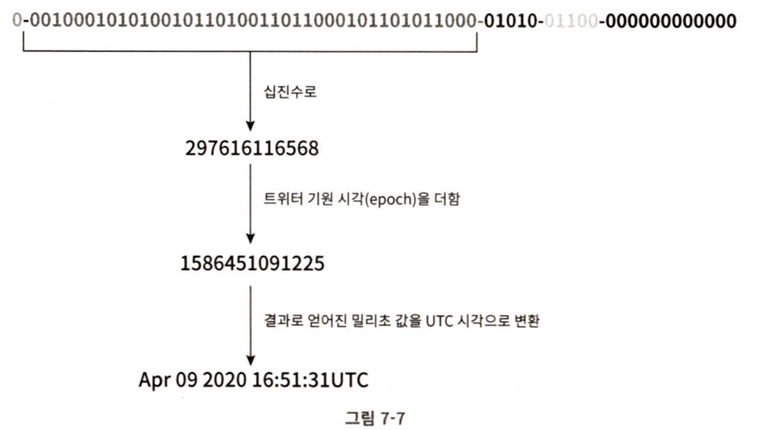 0-00100010101001011010011011000101101011000-01010-01100-000000000000
십진수로
297616116568
트위터 기원 시각(epoch)을 더함
1586451091225
결과로 얻어진 밀리초 값을 UTC 시각으로 변환
Apr 09 2020 16:51:31UTC
그림 7-7